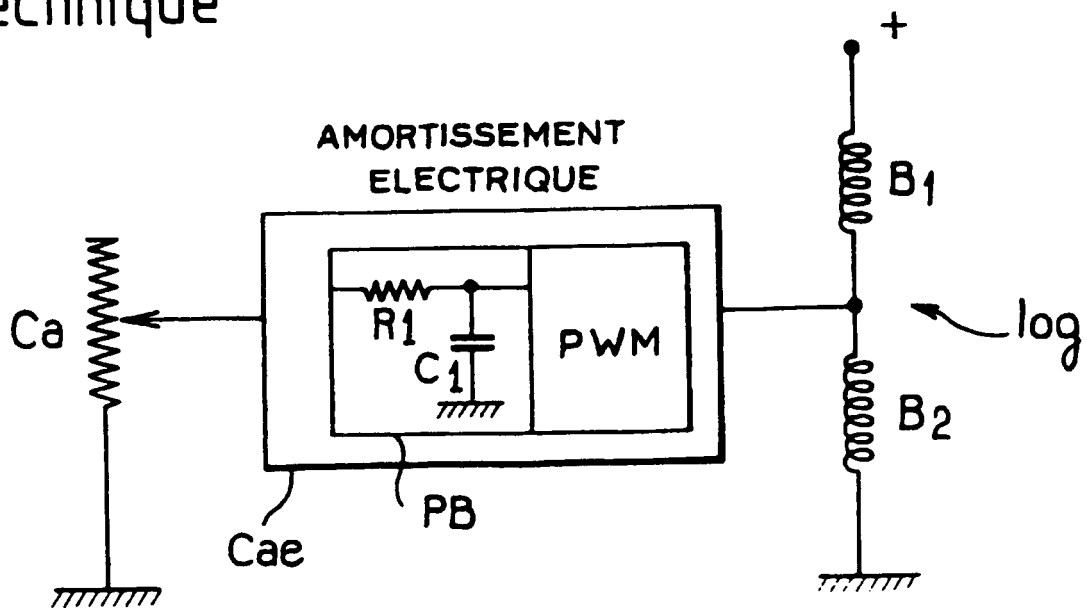 echnique
+
AMORTISSEMENT
ELECTRIQUE
B1
Ca
R1
C1
PWM
log
B2
PB
Cae